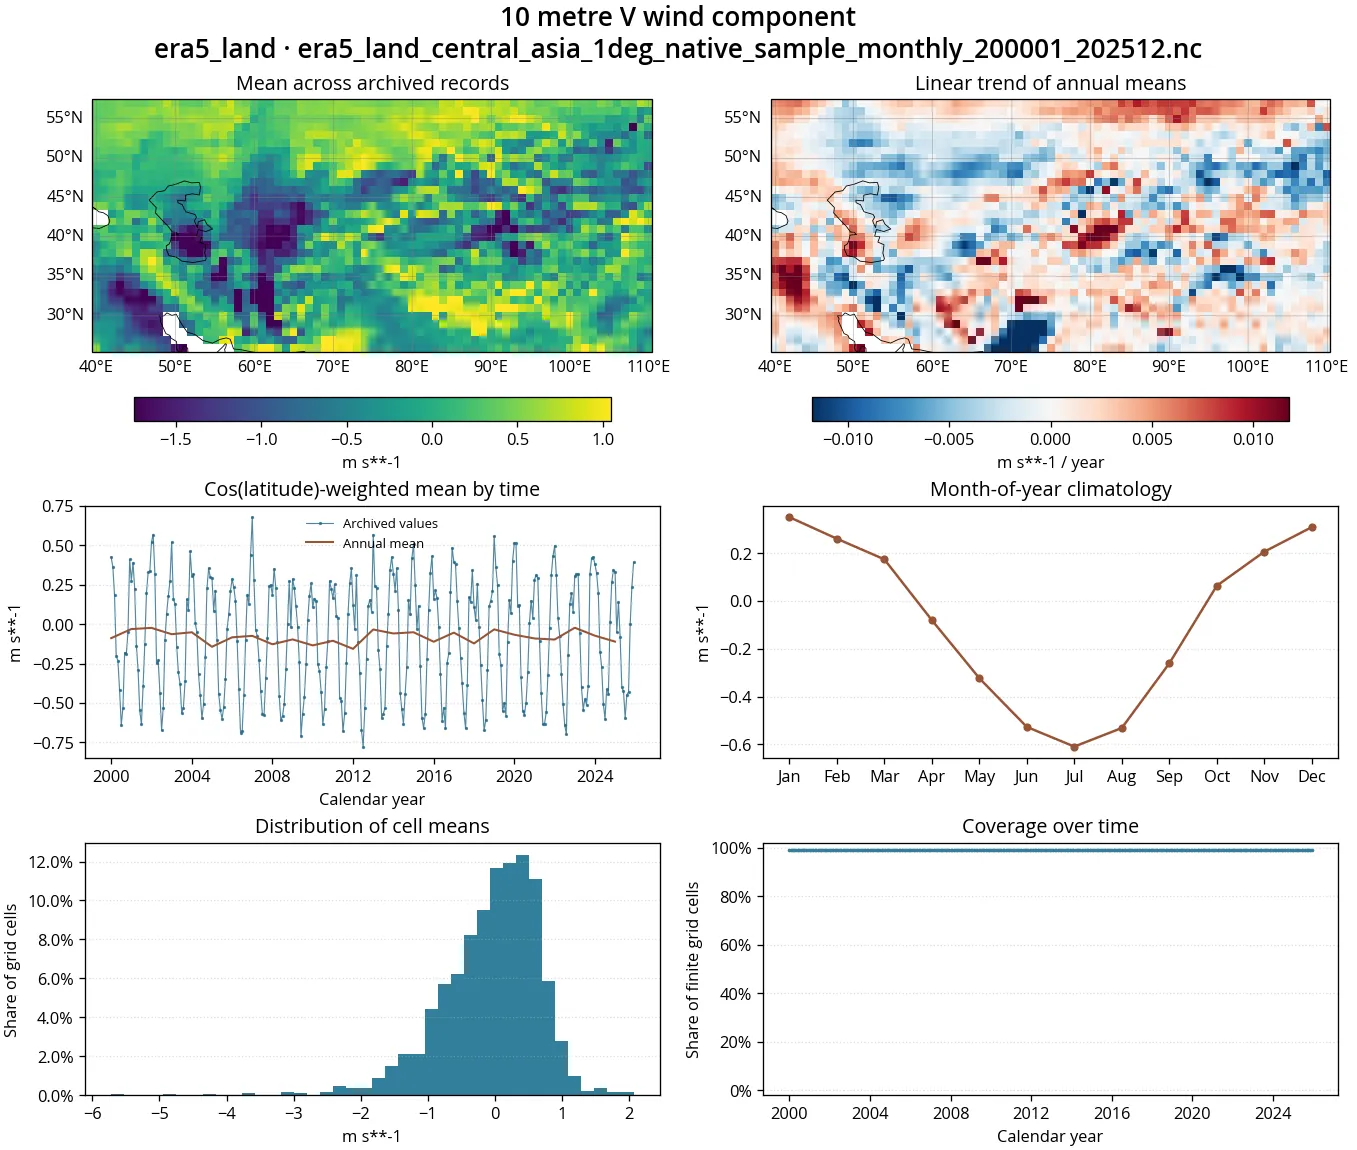 10 metre V wind component
era5_land · era5_land_central_asia_1deg_native_sample_monthly_200001_202512.nc
Mean across archived records
55°N
50°N
45°N
40°N
35°N
30°N
40°E 50°E 60°E 70°E 80°E 90°E 100°E 110°E
−1.5 −1.0 −0.5 0.0 0.5 1.0
m s**-1
Linear trend of annual means
55°N
50°N
45°N
40°N
35°N
30°N
40°E 50°E 60°E 70°E 80°E 90°E 100°E 110°E
−0.010 −0.005 0.000 0.005 0.010
m s**-1 / year
Cos(latitude)-weighted mean by time
Archived values
Annual mean
0.75
0.50
0.25
0.00
−0.25
−0.50
−0.75
m s**-1
2000 2004 2008 2012 2016 2020 2024
Calendar year
Month-of-year climatology
0.2
0.0
−0.2
−0.4
−0.6
m s**-1
Jan Feb Mar Apr May Jun Jul Aug Sep Oct Nov Dec
Distribution of cell means
12.0%
10.0%
8.0%
6.0%
4.0%
2.0%
0.0%
Share of grid cells
−6 −5 −4 −3 −2 −1 0 1 2
m s**-1
Coverage over time
100%
80%
60%
40%
20%
0%
Share of finite grid cells
2000 2004 2008 2012 2016 2020 2024
Calendar year